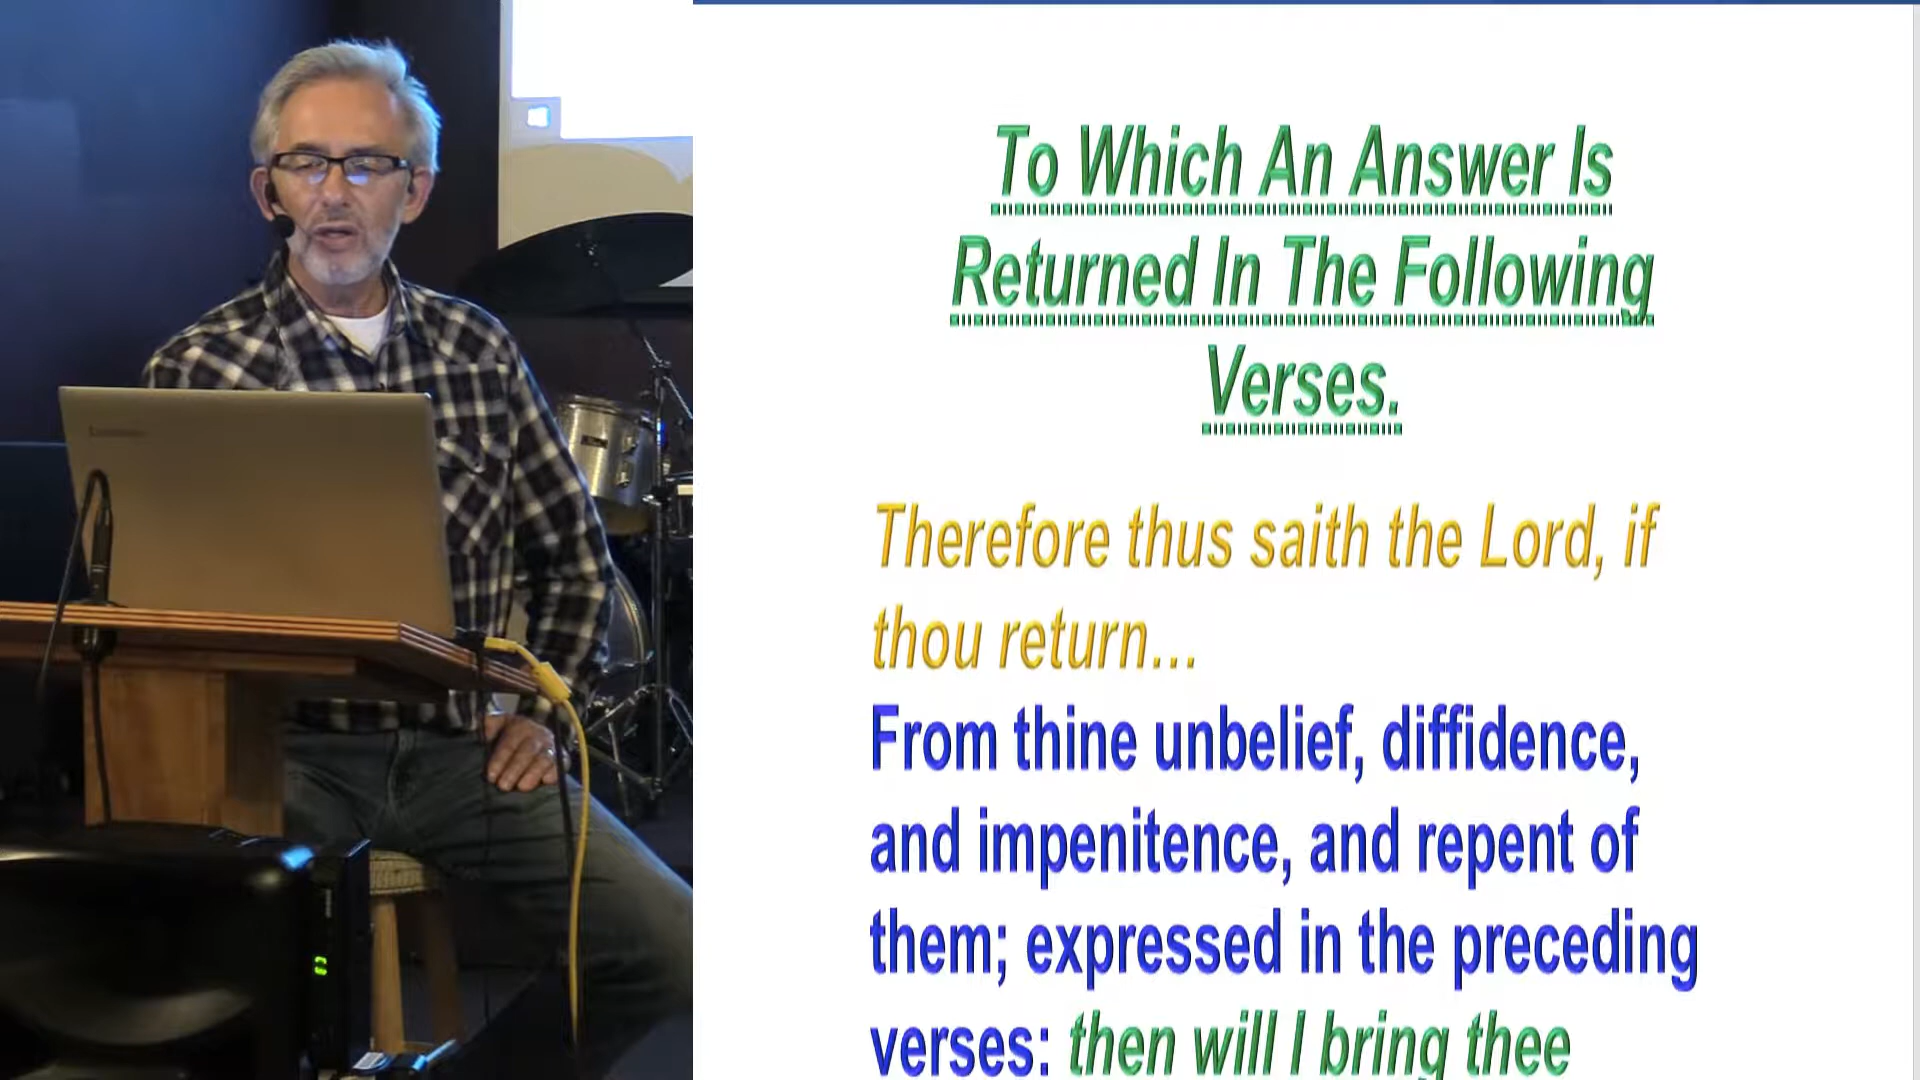 To Which An Answer Is
Returned In The Following
Verses.
Therefore thus saith the Lord, if
thou return...
From thine unbelief, diffidence,
and impenitence, and repent of
them; expressed in the preceding
verses: then will I bring thee